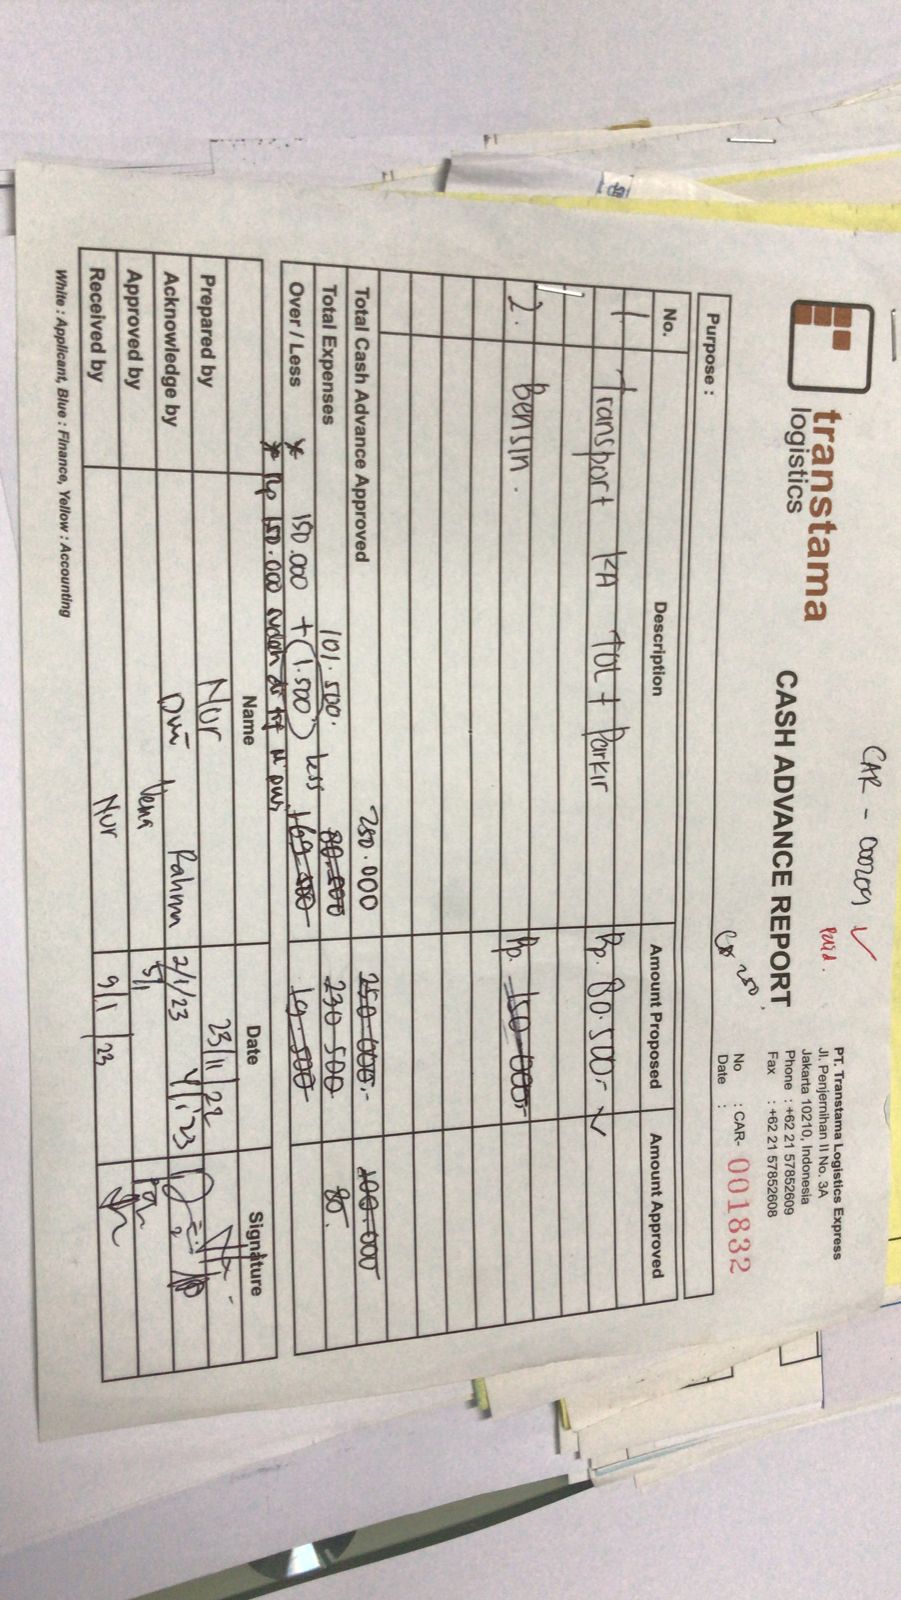 CAR - 000209 ✓
Paid.
transtama
logistics
CASH ADVANCE REPORT
PT. Transtama Logistics Express
Jl. Penjernihan II No. 3A
Jakarta 10210, Indonesia
Phone : +62 21 57852609
Fax : +62 21 57852608
No : CAR- 001832
Date :
250
Purpose :
No. Description Amount Proposed Amount Approved
1. Transport KA TOL + Parkir Rp. 80.500,- ✓
2. Bensin. Rp. 150.000,-
Total Cash Advance Approved 250.000 250.000,- 100.000
Total Expenses 101.500. 80.000 230.500 80.
Over / Less * 150.000 + (1.500) less 169.500 19.500
* Rp 150.000 sudah di
Name Date Signature
Prepared by Nur 23/11/22
Acknowledge by Dwi Rahmi 2/1/23 4/1/23
Approved by 5/1
Received by Nur 9/1/23
White : Applicant, Blue : Finance, Yellow : Accounting